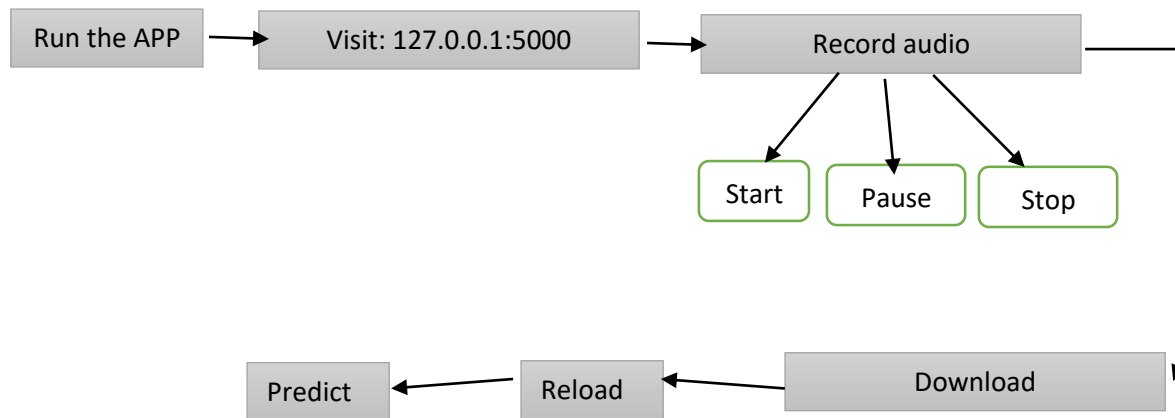 Run the APP
Visit: 127.0.0.1:5000
Record audio
Start
Pause
Stop
Download
Reload
Predict